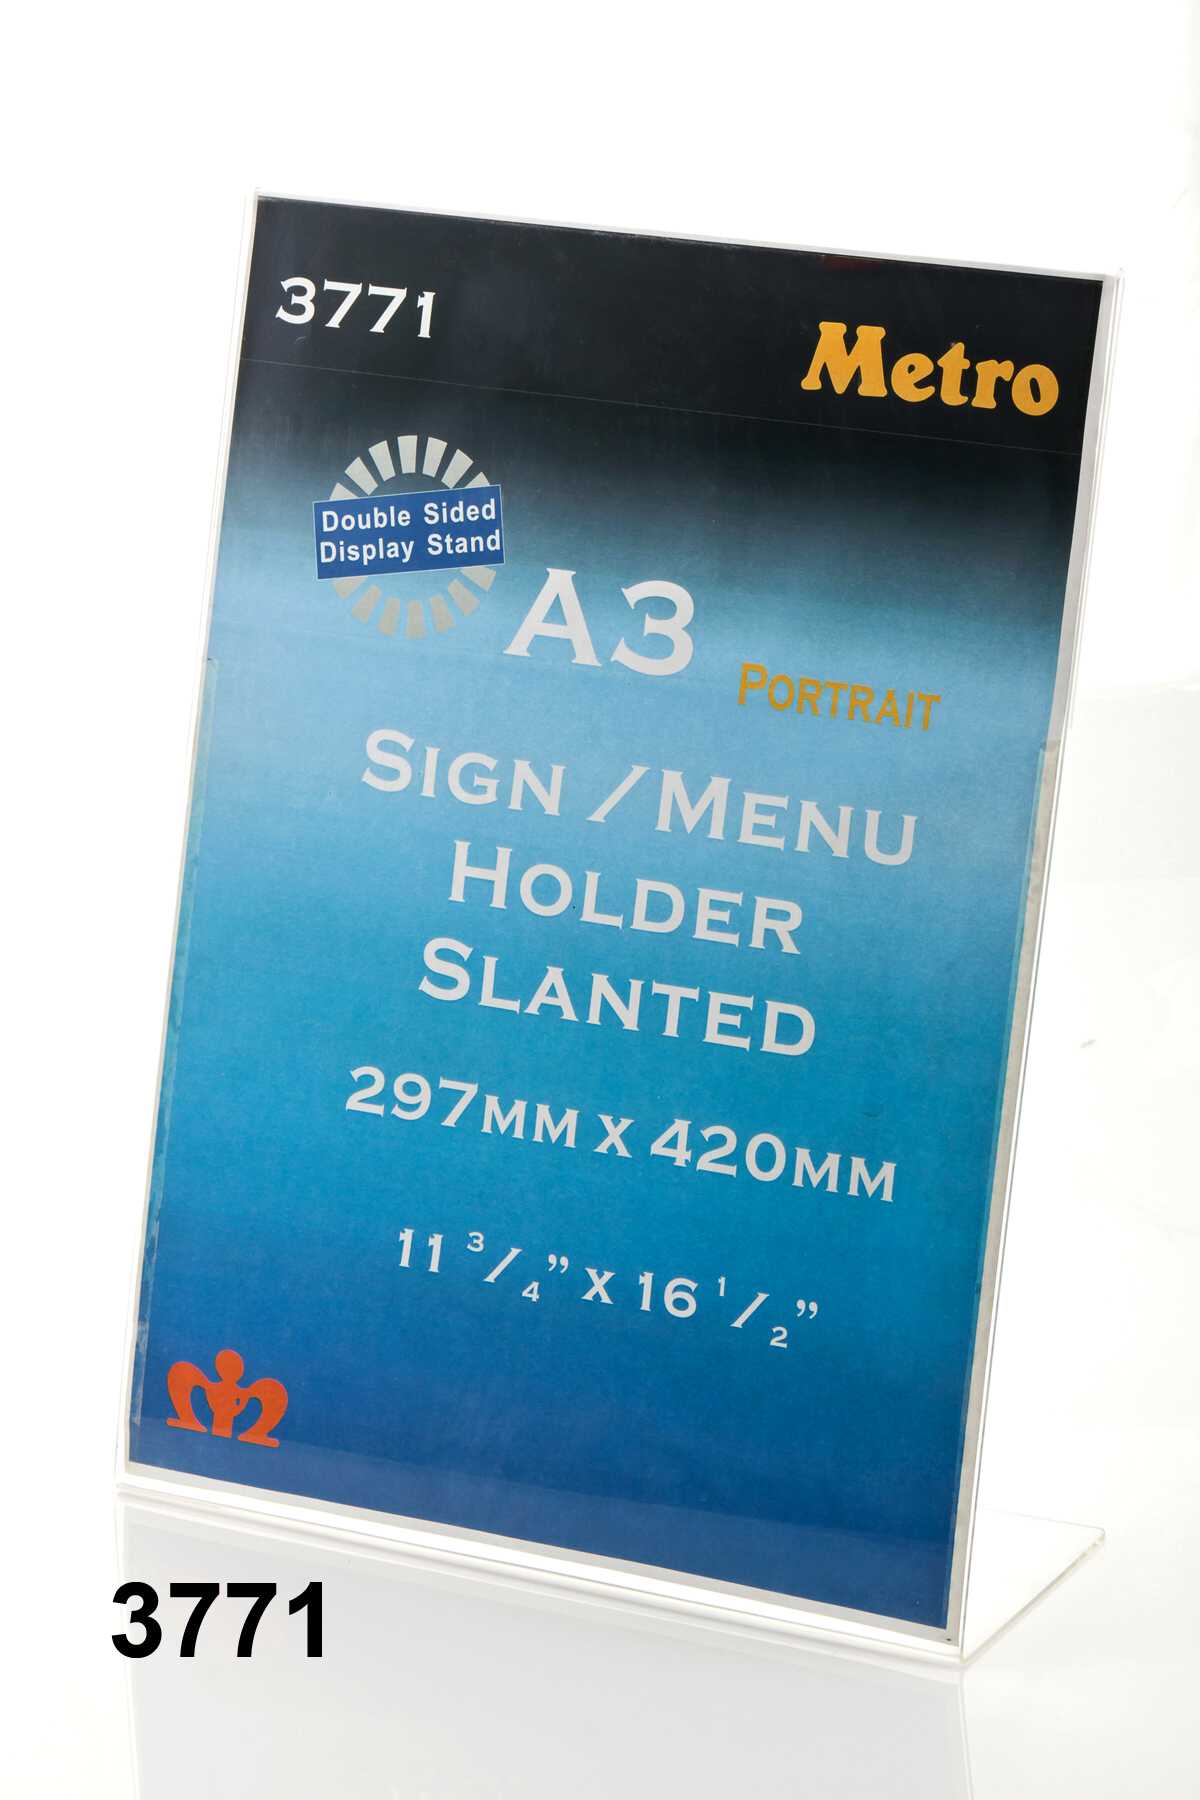 3771
Metro
Double Sided
Display Stand
A3
PORTRAIT
SIGN / MENU
HOLDER
SLANTED
297MM X 420MM
11 3/4” X 16 1/2”
3771